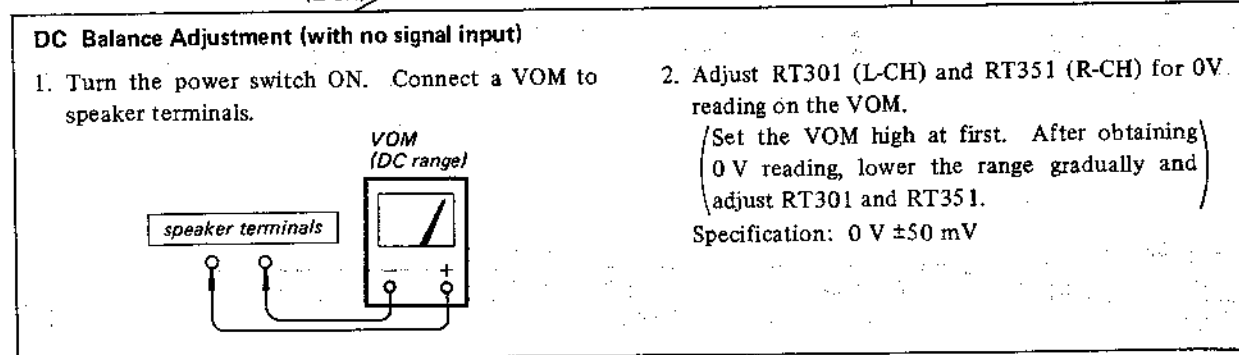 DC Balance Adjustment (with no signal input)
1. Turn the power switch ON. Connect a VOM to
speaker terminals.
VOM
(DC range)
speaker terminals
− +
2. Adjust RT301 (L-CH) and RT351 (R-CH) for 0V
reading on the VOM.
(Set the VOM high at first. After obtaining
0 V reading, lower the range gradually and
adjust RT301 and RT351.)
Specification: 0 V ±50 mV